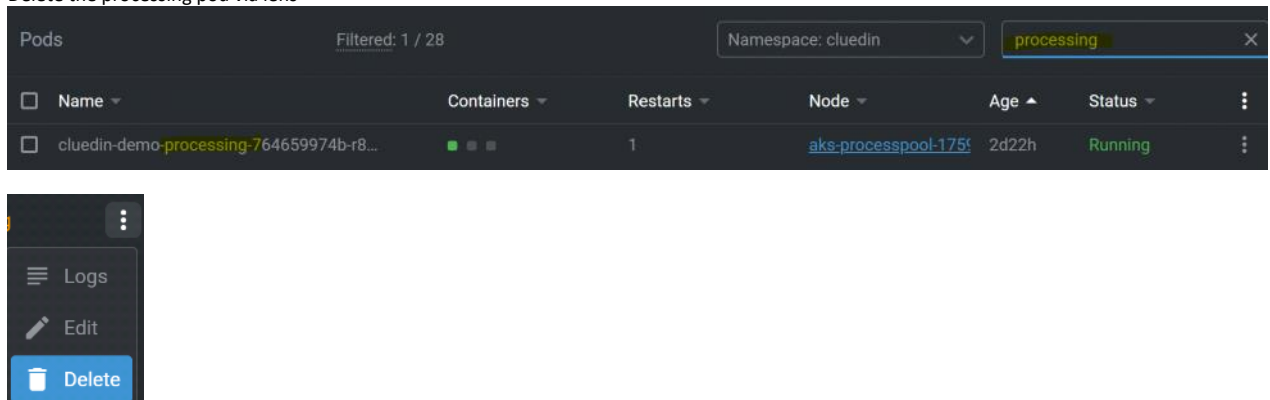 Delete the processing pod via lens
Pods Filtered: 1 / 28 Namespace: cluedin processing
Name Containers Restarts Node Age Status
cluedin-demo-processing-764659974b-r8... 1 aks-processpool-1759 2d22h Running
Logs
Edit
Delete